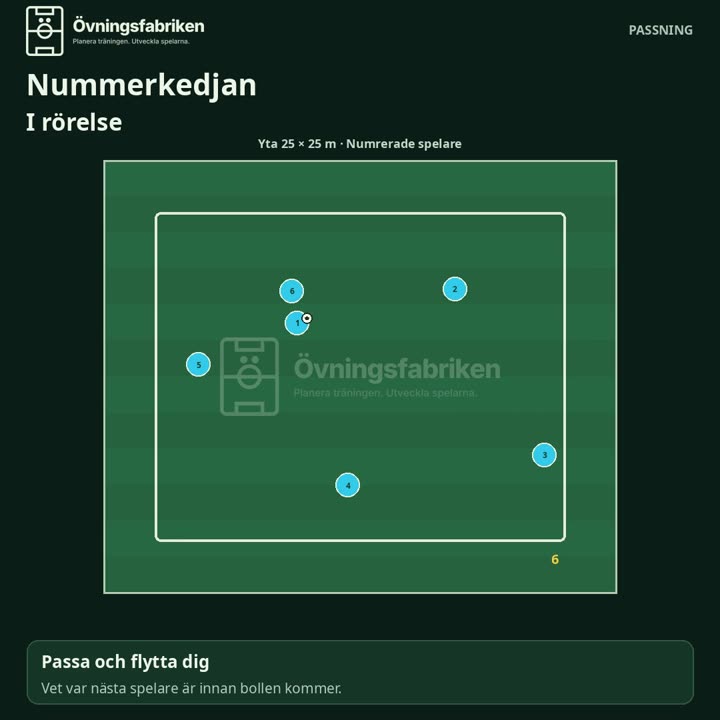 Övningsfabriken
Planera träningen. Utveckla spelarna.
PASSNING
Nummerkedjan
I rörelse
Yta 25 × 25 m · Numrerade spelare
6
2
1
5
Övningsfabriken
Planera träningen. Utveckla spelarna.
3
4
6
Passa och flytta dig
Vet var nästa spelare är innan bollen kommer.